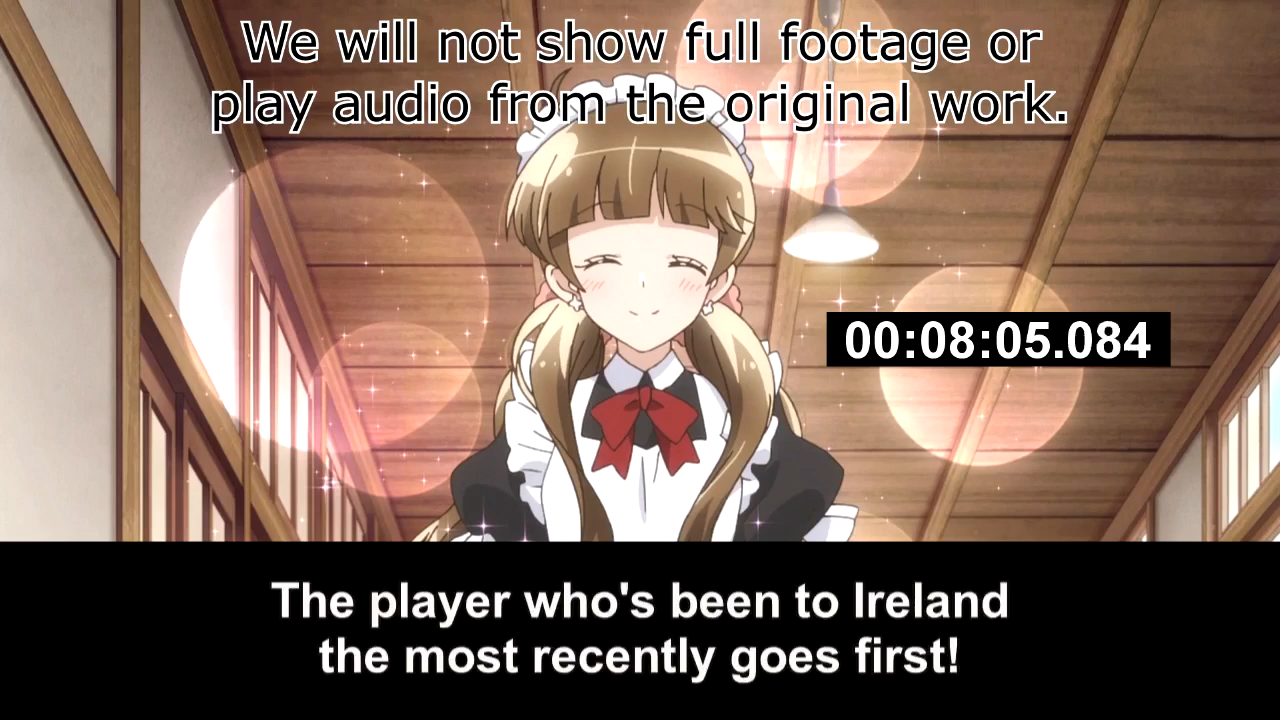 We will not show full footage or
play audio from the original work.
00:08:05.084
The player who's been to Ireland
the most recently goes first!